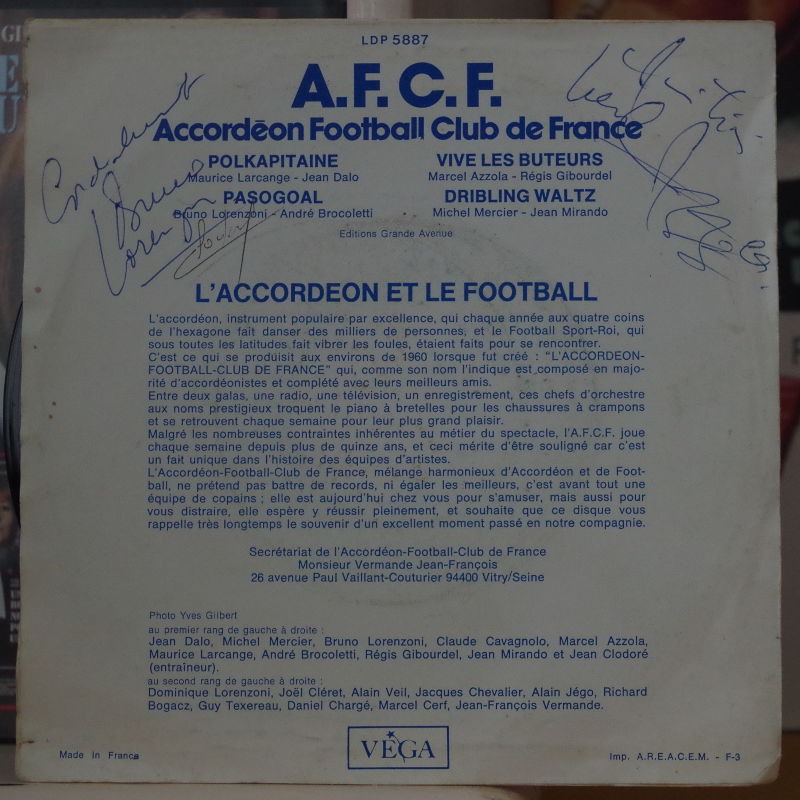 LDP 5887
A.F.C.F.
Accordéon Football Club de France
POLKAPITAINE
Maurice Larcange - Jean Dalo
PASOGOAL
Bruno Lorenzoni - André Brocoletti
VIVE LES BUTEURS
Marcel Azzola - Régis Gibourdel
DRIBLING WALTZ
Michel Mercier - Jean Mirando
Editions Grande Avenue
Cordialement
Bruno
Lorenzoni
L'ACCORDEON ET LE FOOTBALL
L'accordéon, instrument populaire par excellence, qui chaque année aux quatre coins
de l'hexagone fait danser des milliers de personnes, et le Football Sport-Roi, qui
sous toutes les latitudes fait vibrer les foules, étaient faits pour se rencontrer.
C'est ce qui se produisit aux environs de 1960 lorsque fut créé : "L'ACCORDEON-
FOOTBALL-CLUB DE FRANCE" qui, comme son nom l'indique est composé en majo-
rité d'accordéonistes et complété avec leurs meilleurs amis.
Entre deux galas, une radio, une télévision, un enregistrement, ces chefs d'orchestre
aux noms prestigieux troquent le piano à bretelles pour les chaussures à crampons
et se retrouvent chaque semaine pour leur plus grand plaisir.
Malgré les nombreuses contraintes inhérentes au métier du spectacle, l'A.F.C.F. joue
chaque semaine depuis plus de quinze ans, et ceci mérite d'être souligné car c'est
un fait unique dans l'histoire des équipes d'artistes.
L'Accordéon-Football-Club de France, mélange harmonieux d'Accordéon et de Foot-
ball, ne prétend pas battre de records, ni égaler les meilleurs, c'est avant tout une
équipe de copains ; elle est aujourd'hui chez vous pour s'amuser, mais aussi pour
vous distraire, elle espère y réussir pleinement, et souhaite que ce disque vous
rappelle très longtemps le souvenir d'un excellent moment passé en notre compagnie.
Secrétariat de l'Accordéon-Football-Club de France
Monsieur Vermande Jean-François
26 avenue Paul Vaillant-Couturier 94400 Vitry/Seine
Photo Yves Gilbert
au premier rang de gauche à droite :
Jean Dalo, Michel Mercier, Bruno Lorenzoni, Claude Cavagnolo, Marcel Azzola,
Maurice Larcange, André Brocoletti, Régis Gibourdel, Jean Mirando et Jean Clodoré
(entraîneur).
au second rang de gauche à droite :
Dominique Lorenzoni, Joël Cléret, Alain Veil, Jacques Chevalier, Alain Jégo, Richard
Bogacz, Guy Texereau, Daniel Chargé, Marcel Cerf, Jean-François Vermande.
Made in France
VÉGA
Imp. A.R.E.A.C.E.M. - F-3